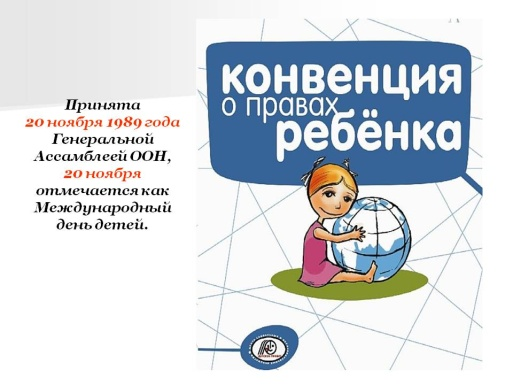 Принята
20 ноября 1989 года
Генеральной
Ассамблеей ООН,
20 ноября
отмечается как
Международный
день детей.
конвенция
о правах
ребёнка